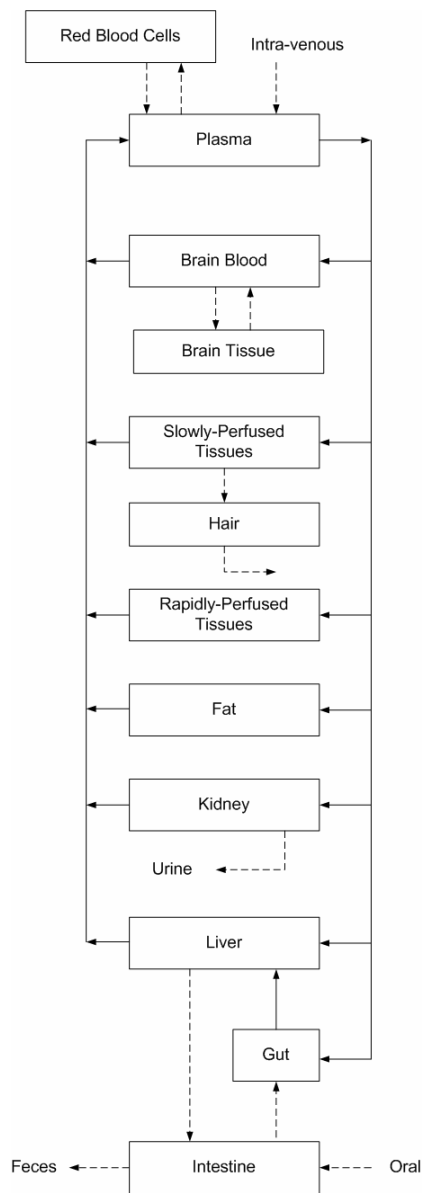 Red Blood Cells
Intra-venous
Plasma
Brain Blood
Brain Tissue
Slowly-Perfused
Tissues
Hair
Rapidly-Perfused
Tissues
Fat
Kidney
Urine
Liver
Gut
Feces
Intestine
Oral